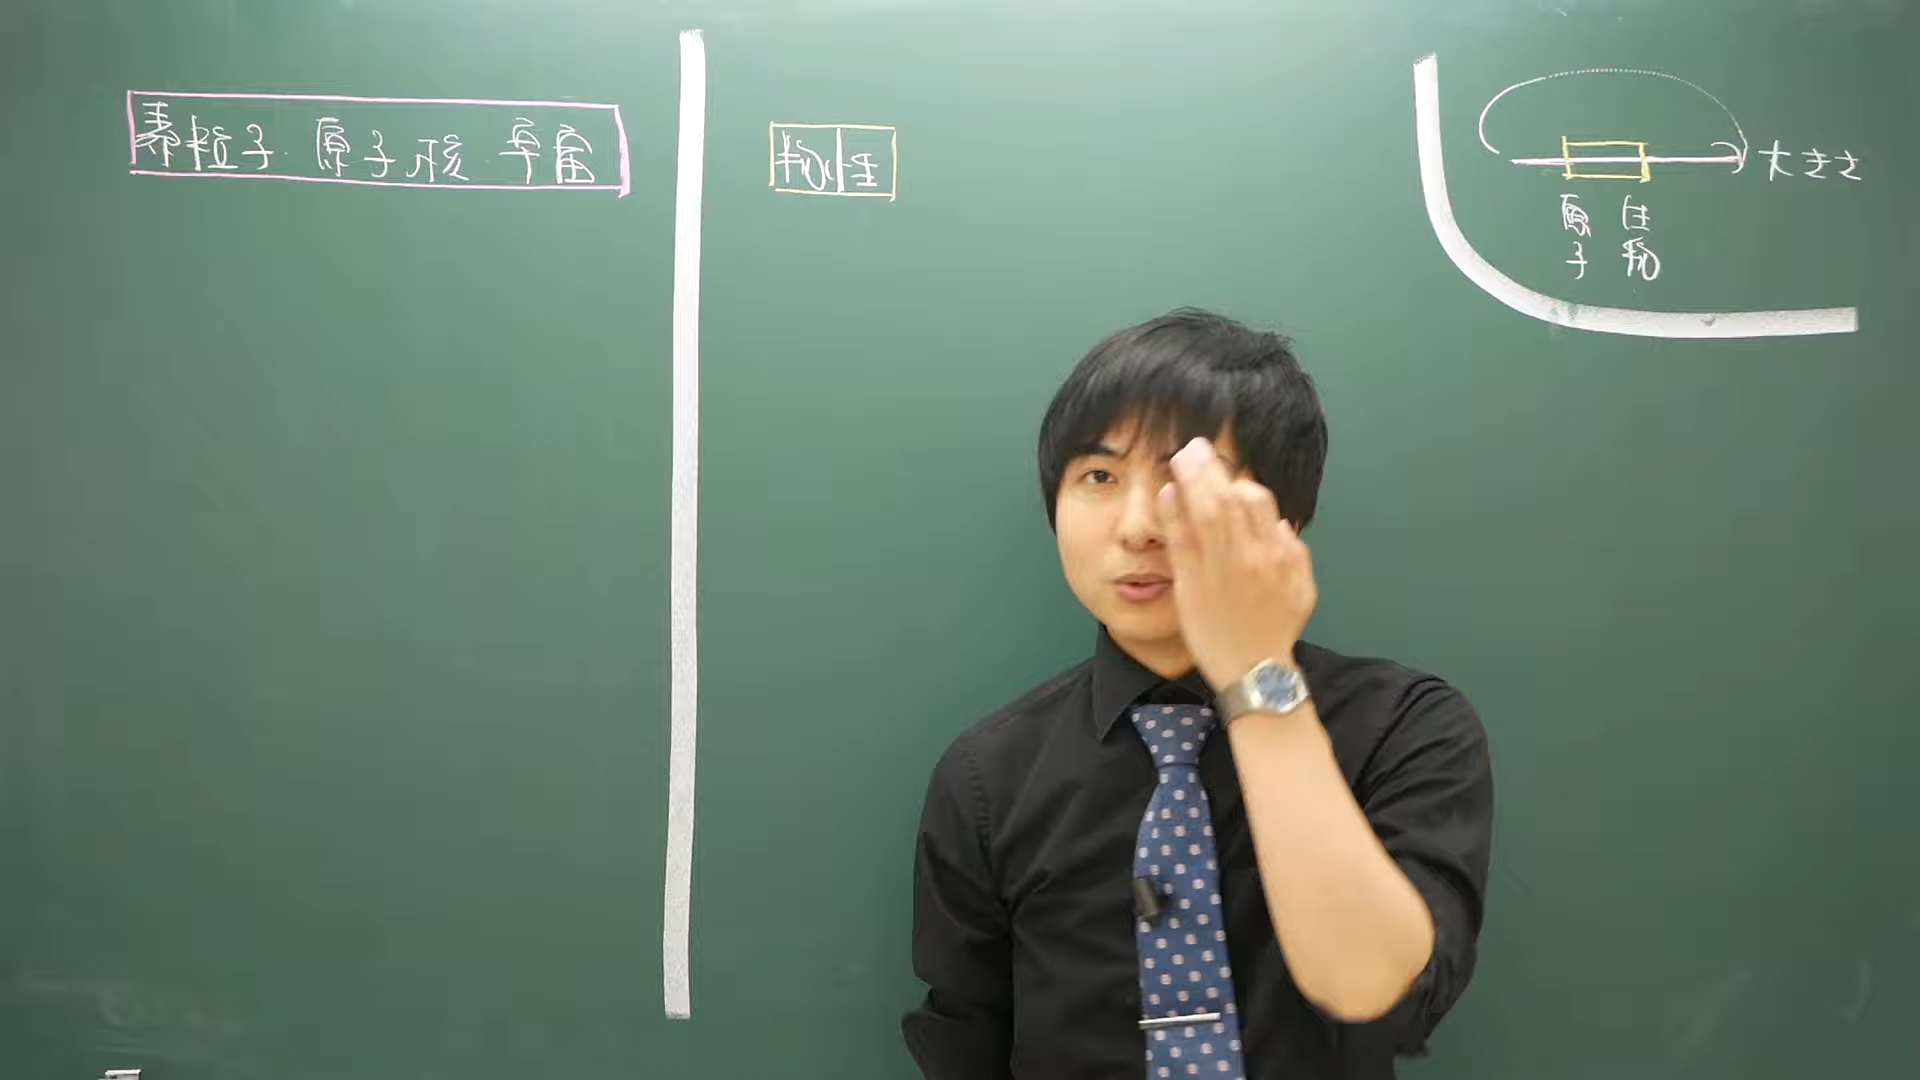 素粒子・原子核・宇宙
物性
大きさ
原子
生物